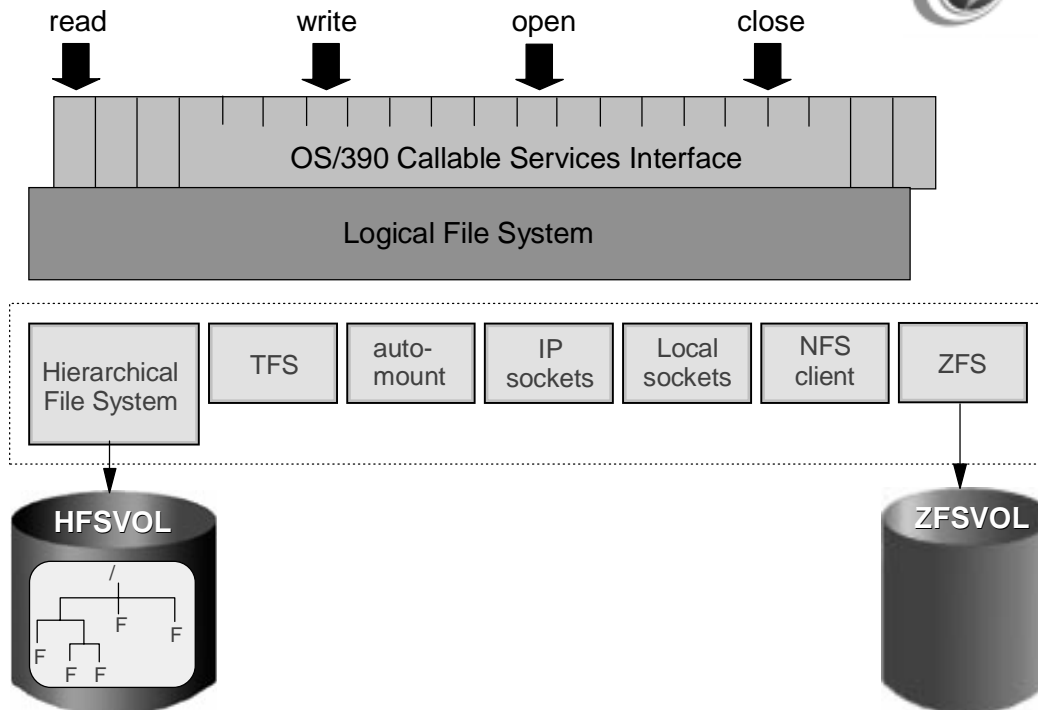 read write open close
OS/390 Callable Services Interface
Logical File System
Hierarchical
File System
TFS
auto-
mount
IP
sockets
Local
sockets
NFS
client
ZFS
HFSVOL
/
F
F
F
F F
ZFSVOL